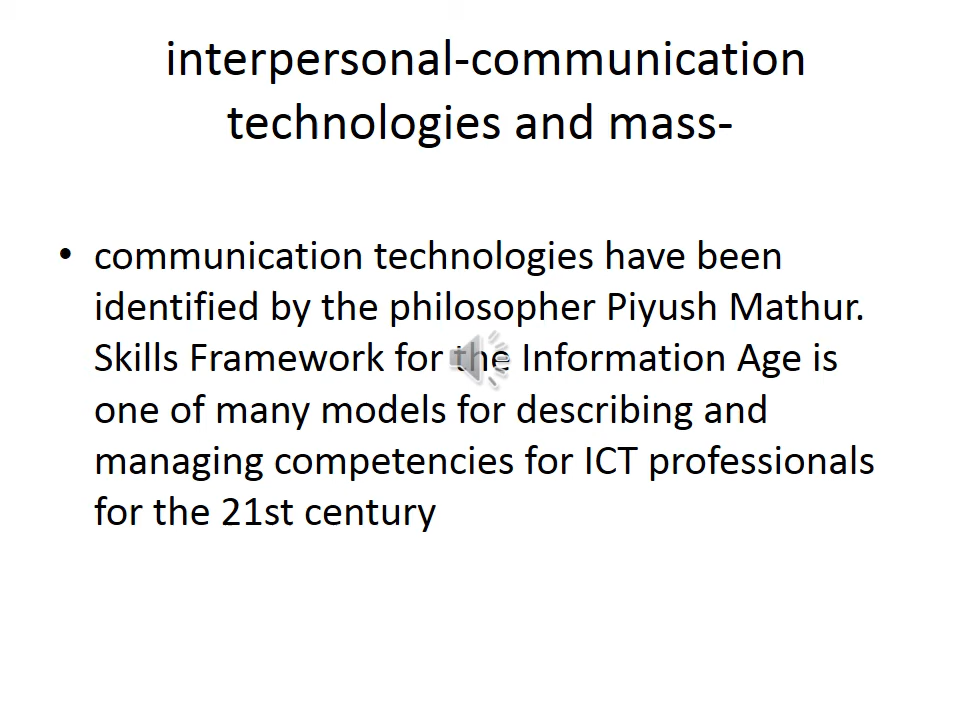 interpersonal-communication
technologies and mass-
• communication technologies have been
identified by the philosopher Piyush Mathur.
Skills Framework for the Information Age is
one of many models for describing and
managing competencies for ICT professionals
for the 21st century